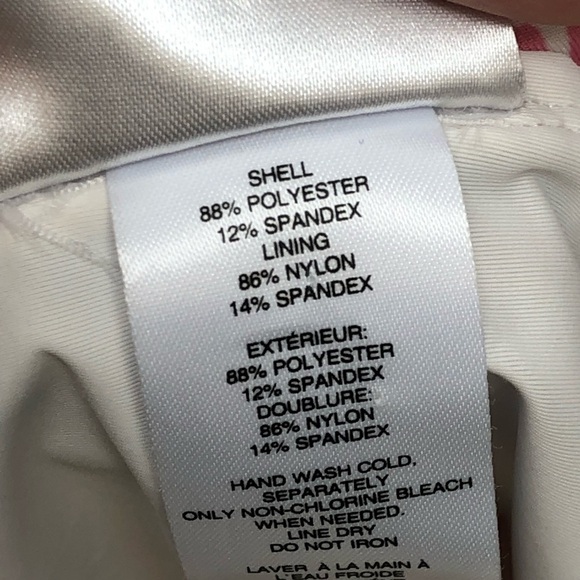 SHELL
88% POLYESTER
12% SPANDEX
LINING
86% NYLON
14% SPANDEX
EXTÉRIEUR:
88% POLYESTER
12% SPANDEX
DOUBLURE:
86% NYLON
14% SPANDEX
HAND WASH COLD,
SEPARATELY
ONLY NON-CHLORINE BLEACH
WHEN NEEDED.
LINE DRY
DO NOT IRON
LAVER À LA MAIN À
L'EAU FROIDE